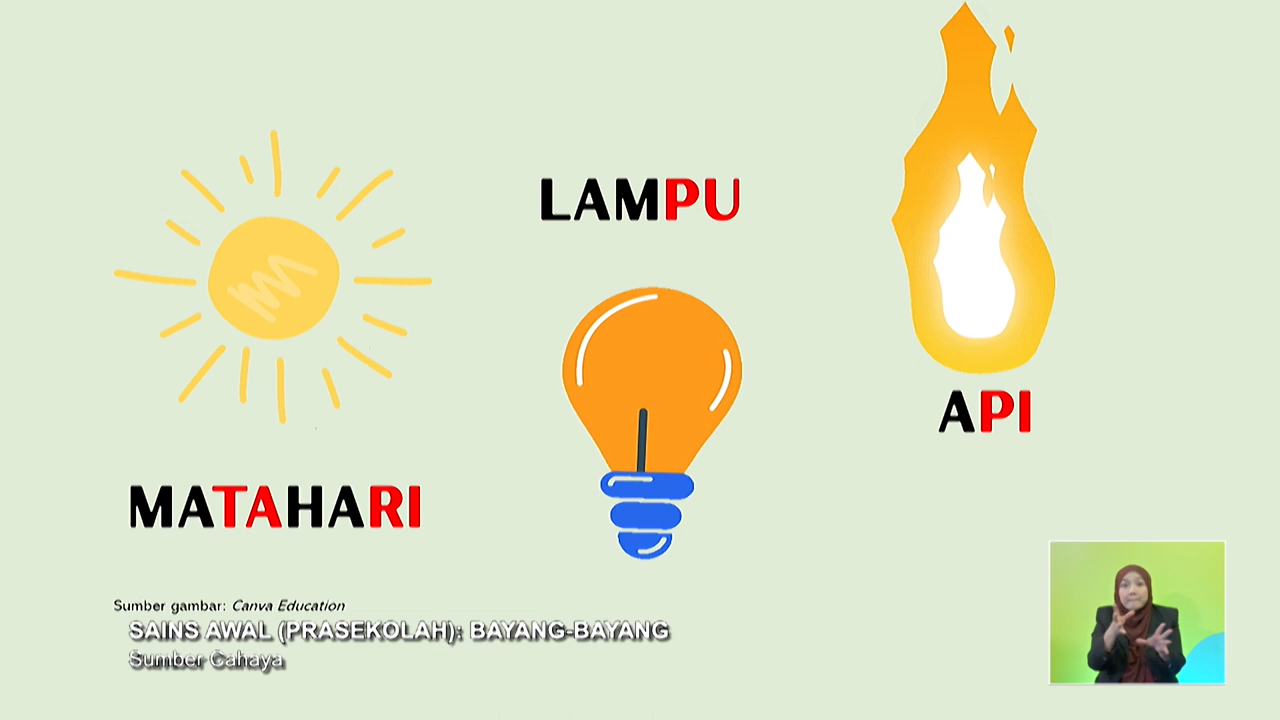 LAMPU
API
MATAHARI
Sumber gambar: Canva Education
SAINS AWAL (PRASEKOLAH): BAYANG-BAYANG
Sumber Cahaya